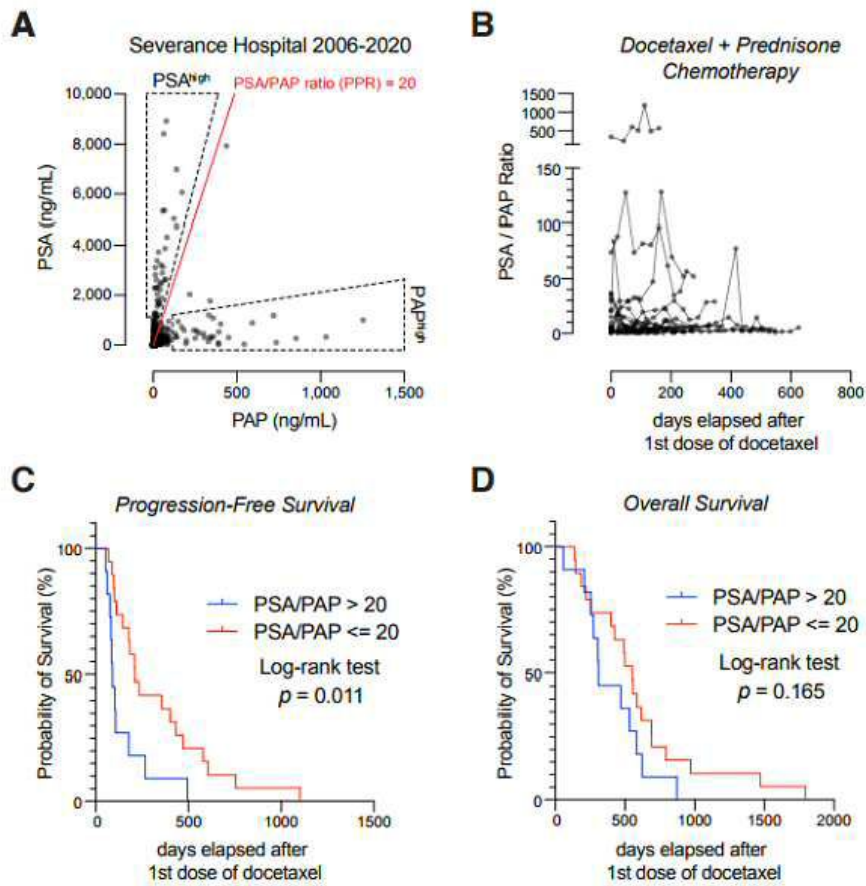 A
Severance Hospital 2006-2020
PSAhigh
PSA/PAP ratio (PPR) = 20
10,000
8,000
6,000
4,000
2,000
0
PSA (ng/mL)
PAPhigh
0
500
1,000
1,500
PAP (ng/mL)
B
Docetaxel + Prednisone
Chemotherapy
1500
1000
500
150
100
50
0
PSA / PAP Ratio
0
200
400
600
800
days elapsed after
1st dose of docetaxel
C
Progression-Free Survival
100
50
0
Probability of Survival (%)
PSA/PAP > 20
PSA/PAP <= 20
Log-rank test
p = 0.011
0
500
1000
1500
days elapsed after
1st dose of docetaxel
D
Overall Survival
100
50
0
Probability of Survival (%)
PSA/PAP > 20
PSA/PAP <= 20
Log-rank test
p = 0.165
0
500
1000
1500
2000
days elapsed after
1st dose of docetaxel